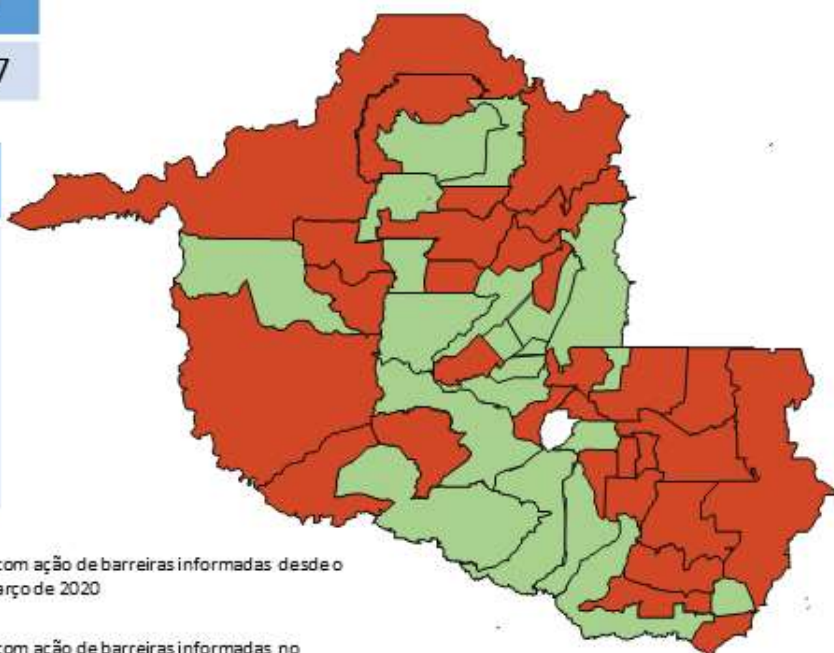 7
com ação de barreiras informadas desde o
arço de 2020
com ação de barreiras informadas no